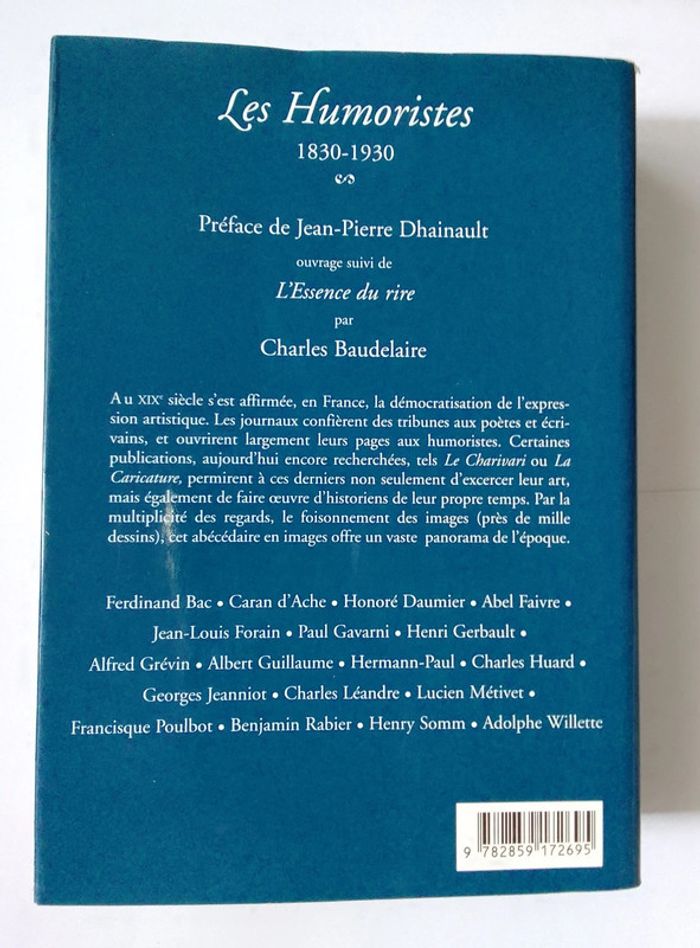 Les Humoristes
1830-1930
Préface de Jean-Pierre Dhainault
ouvrage suivi de
L'Essence du rire
par
Charles Baudelaire
Au XIXe siècle s'est affirmée, en France, la démocratisation de l'expres-
sion artistique. Les journaux confièrent des tribunes aux poètes et écri-
vains, et ouvrirent largement leurs pages aux humoristes. Certaines
publications, aujourd'hui encore recherchées, tels Le Charivari ou La
Caricature, permirent à ces derniers non seulement d'excercer leur art,
mais également de faire œuvre d'historiens de leur propre temps. Par la
multiplicité des regards, le foisonnement des images (près de mille
dessins), cet abécédaire en images offre un vaste panorama de l'époque.
Ferdinand Bac • Caran d'Ache • Honoré Daumier • Abel Faivre •
Jean-Louis Forain • Paul Gavarni • Henri Gerbault •
Alfred Grévin • Albert Guillaume • Hermann-Paul • Charles Huard •
Georges Jeanniot • Charles Léandre • Lucien Métivet •
Francisque Poulbot • Benjamin Rabier • Henry Somm • Adolphe Willette
9 782859 172695